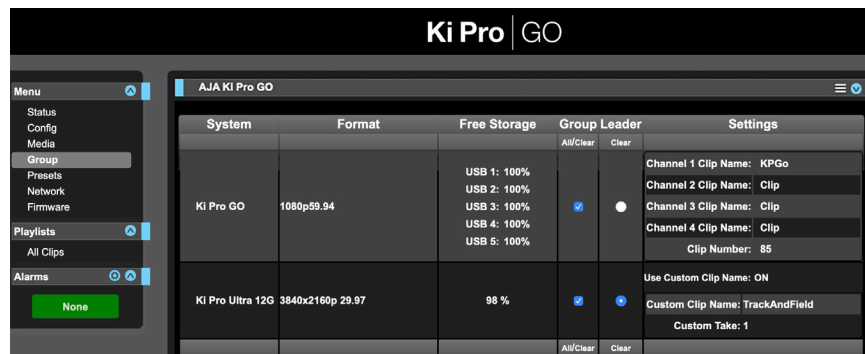 Ki Pro GO
Menu
Status
Config
Media
Group
Presets
Network
Firmware
Playlists
All Clips
Alarms
None
AJA Ki Pro GO
System Format Free Storage Group Leader Settings
All/Clear Clear
Ki Pro GO 1080p59.94
USB 1: 100%
USB 2: 100%
USB 3: 100%
USB 4: 100%
USB 5: 100%
Channel 1 Clip Name: KPGo
Channel 2 Clip Name: Clip
Channel 3 Clip Name: Clip
Channel 4 Clip Name: Clip
Clip Number: 85
Ki Pro Ultra 12G 3840x2160p 29.97 98 %
Use Custom Clip Name: ON
Custom Clip Name: TrackAndField
Custom Take: 1
All/Clear Clear